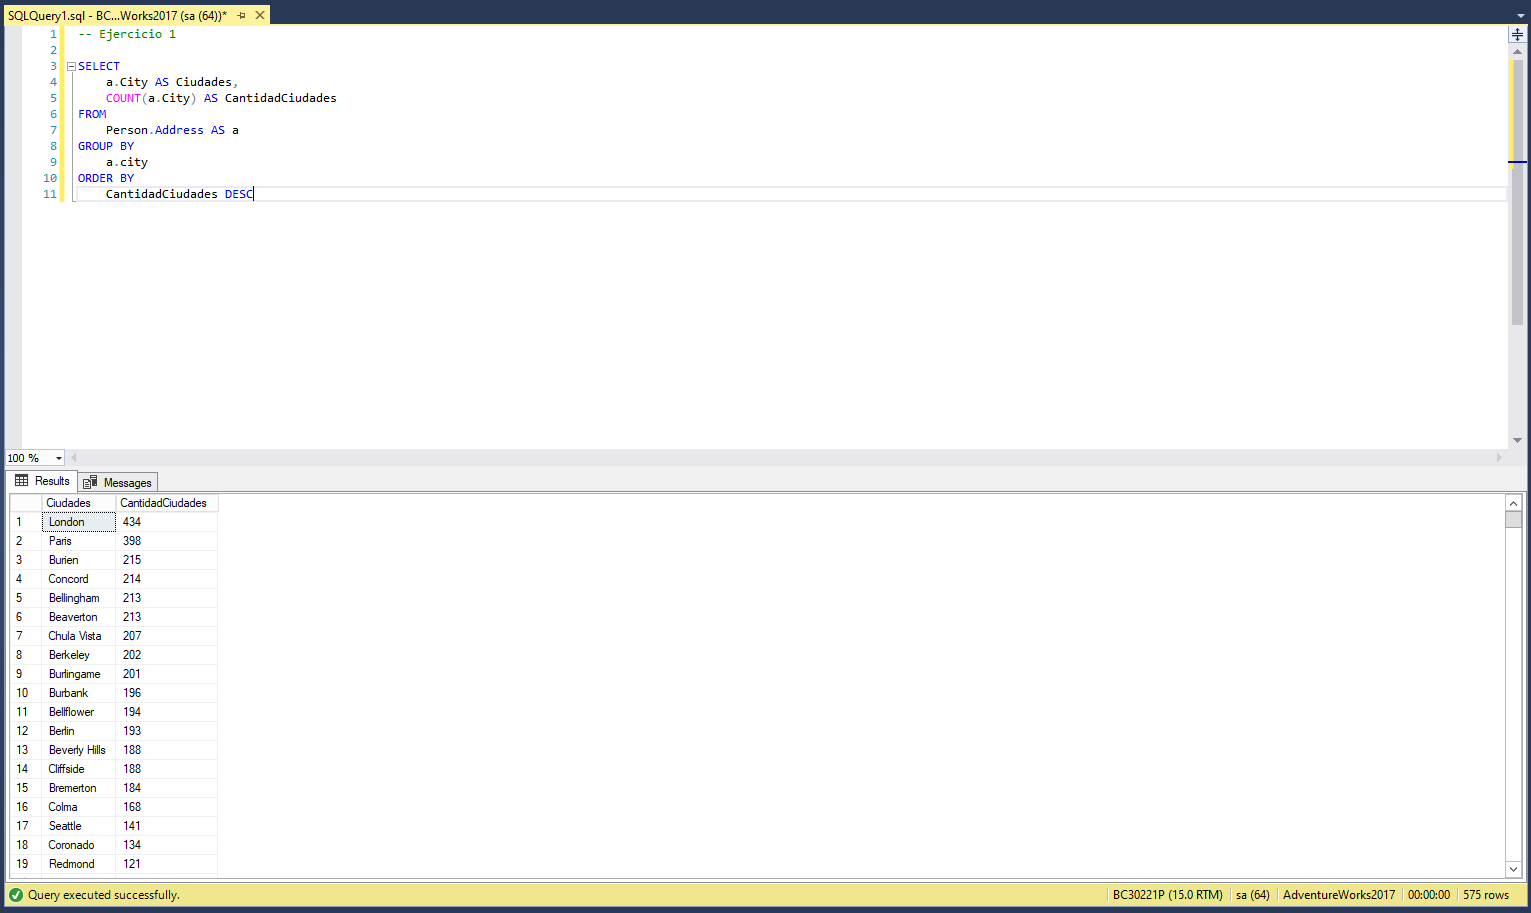 SQLQuery1.sql - BC...Works2017 (sa (64))*
1 -- Ejercicio 1
2
3 SELECT
4 a.City AS Ciudades,
5 COUNT(a.City) AS CantidadCiudades
6 FROM
7 Person.Address AS a
8 GROUP BY
9 a.city
10 ORDER BY
11 CantidadCiudades DESC
100 %
Results Messages
Ciudades CantidadCiudades
1 London 434
2 Paris 398
3 Burien 215
4 Concord 214
5 Bellingham 213
6 Beaverton 213
7 Chula Vista 207
8 Berkeley 202
9 Burlingame 201
10 Burbank 196
11 Bellflower 194
12 Berlin 193
13 Beverly Hills 188
14 Cliffside 188
15 Bremerton 184
16 Colma 168
17 Seattle 141
18 Coronado 134
19 Redmond 121
Query executed successfully. BC30221P (15.0 RTM) sa (64) AdventureWorks2017 00:00:00 575 rows